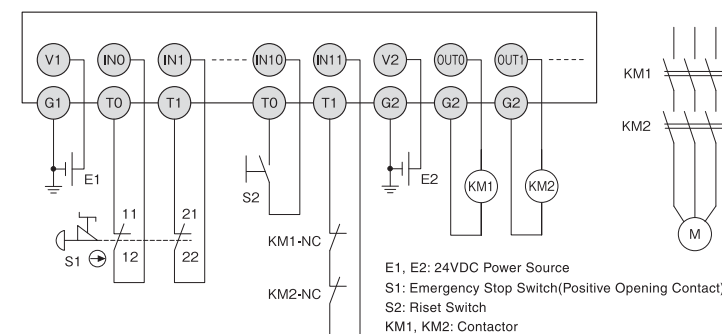 V1 IN0 IN1 IN10 IN11 V2 OUT0 OUT1
G1 T0 T1 T0 T1 G2 G2 G2
E1
S2
E2
KM1
KM2
KM1
KM2
M
11
21
S1
12
22
KM1-NC
KM2-NC
E1, E2: 24VDC Power Source
S1: Emergency Stop Switch(Positive Opening Contact)
S2: Riset Switch
KM1, KM2: Contactor